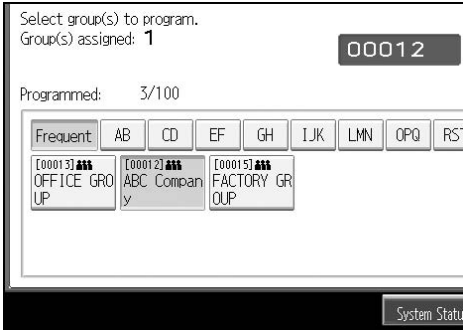 Select group(s) to program.
Group(s) assigned: 1
00012
Programmed: 3/100
Frequent AB CD EF GH IJK LMN OPQ RST
[00013] [00012] [00015]
OFFICE GRO ABC Compan FACTORY GR
UP y OUP
System Statu